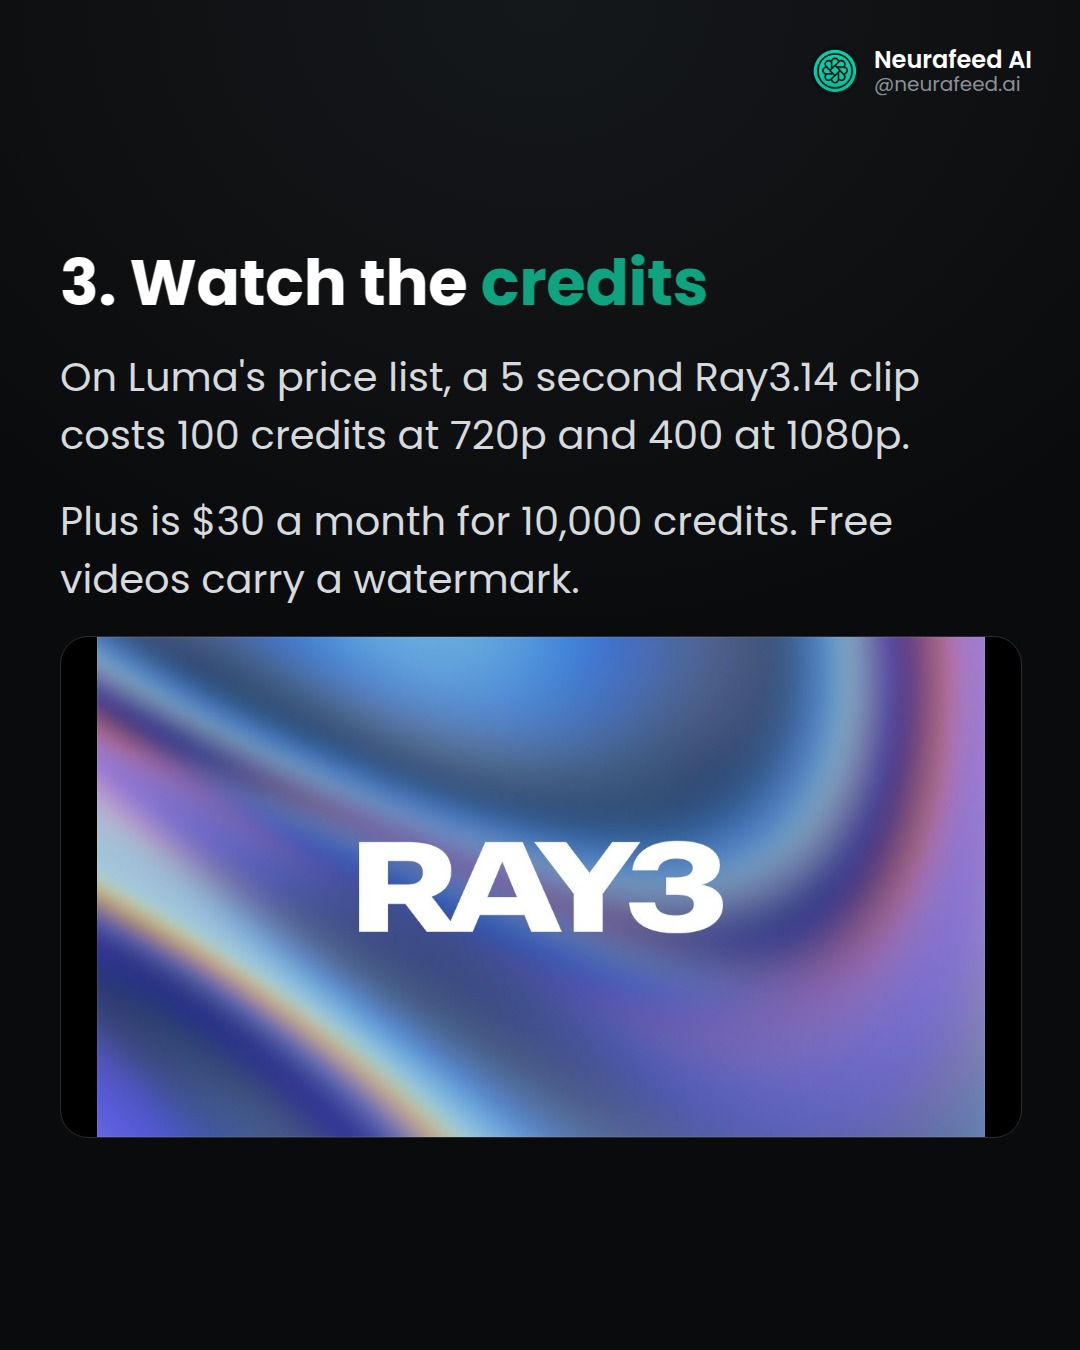 Neurafeed AI
@neurafeed.ai
3. Watch the credits
On Luma's price list, a 5 second Ray3.14 clip
costs 100 credits at 720p and 400 at 1080p.
Plus is $30 a month for 10,000 credits. Free
videos carry a watermark.
RAY3